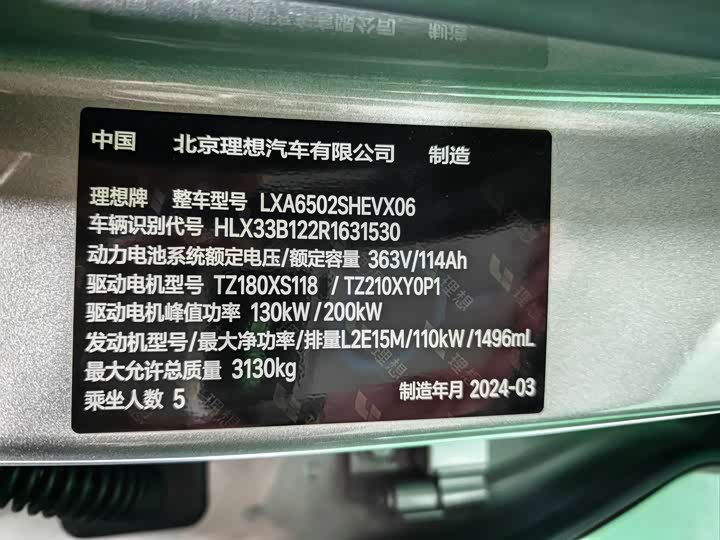 中国 北京理想汽车有限公司 制造
理想牌 整车型号 LXA6502SHEVX06
车辆识别代号 HLX33B122R1631530
动力电池系统额定电压/额定容量 363V/114Ah
驱动电机型号 TZ180XS118 / TZ210XY0P1
驱动电机峰值功率 130kW/200kW
发动机型号/最大净功率/排量L2E15M/110kW/1496mL
最大允许总质量 3130kg
乘坐人数 5 制造年月 2024-03